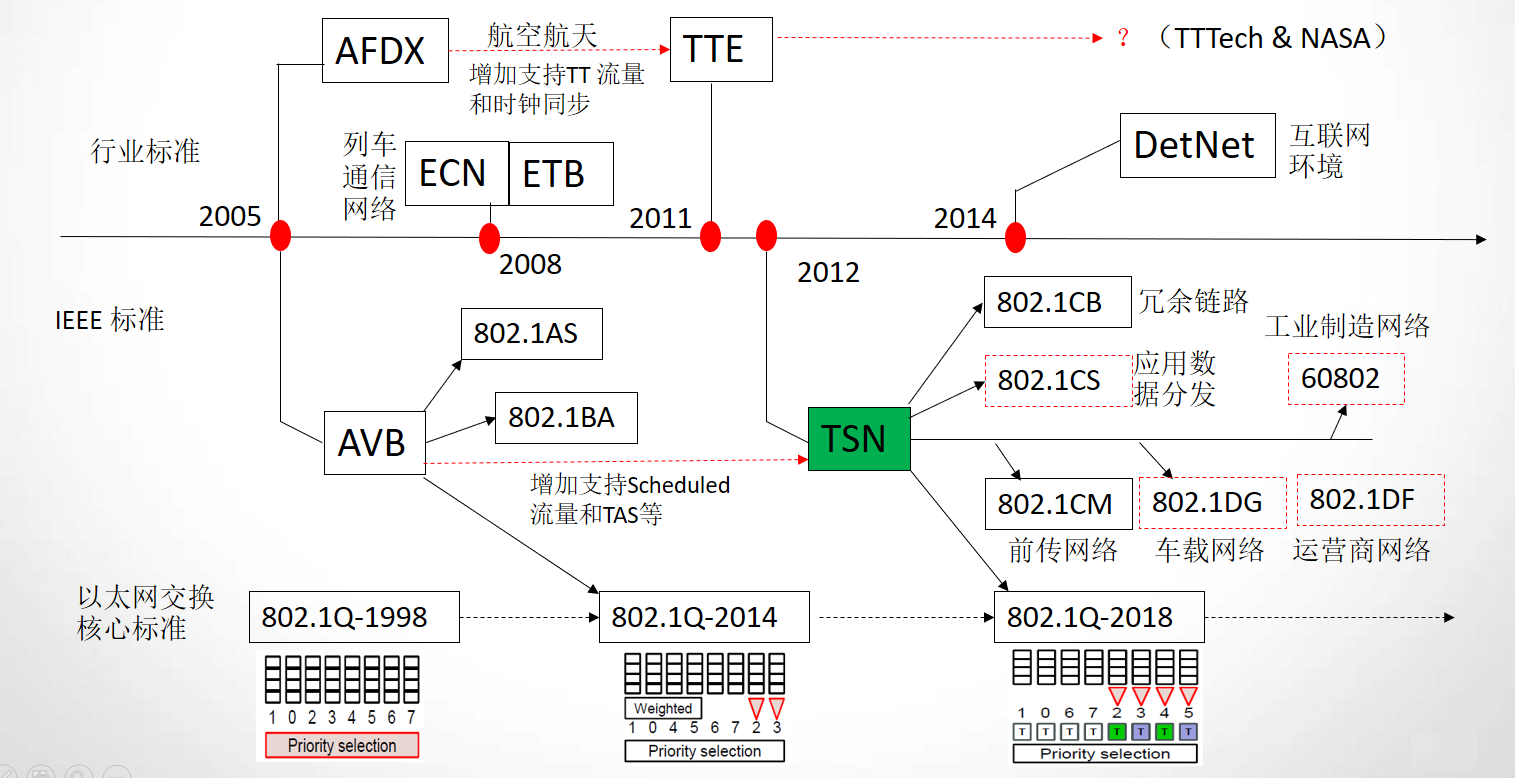 AFDX
航空航天
增加支持TT 流量
和时钟同步
TTE
? （TTTech & NASA）
行业标准
列车
通信
网络
ECN
ETB
DetNet
互联网
环境
2005
2008
2011
2012
2014
IEEE 标准
802.1AS
802.1BA
AVB
增加支持Scheduled
流量和TAS等
TSN
802.1CB
冗余链路
802.1CS
应用数
据分发
工业制造网络
60802
802.1CM
前传网络
802.1DG
车载网络
802.1DF
运营商网络
以太网交换
核心标准
802.1Q-1998
802.1Q-2014
802.1Q-2018
1 0 2 3 4 5 6 7
Priority selection
Weighted
1 0 4 5 6 7 2 3
Priority selection
1 0 6 7 2 3 4 5
T T T T T T T T
Priority selection